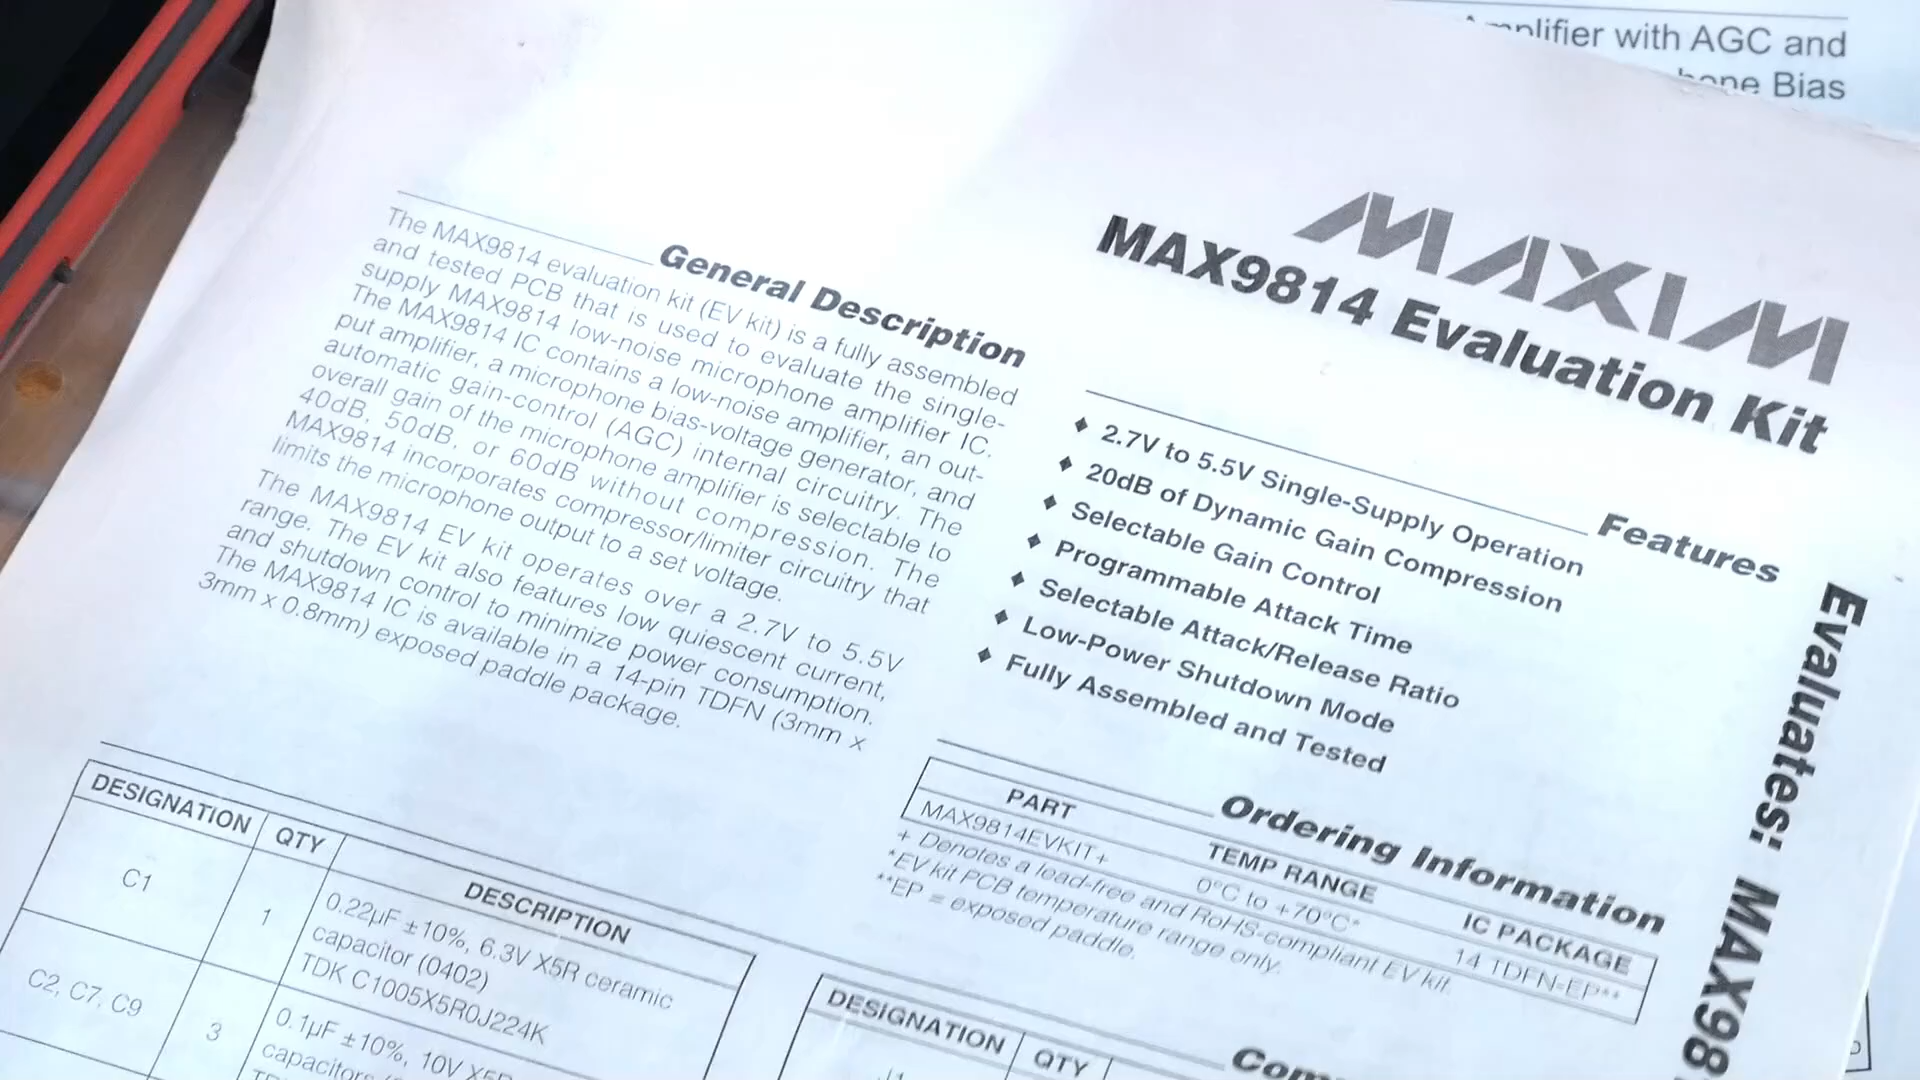 mplifier with AGC and
one Bias
MAXIM
MAX9814 Evaluation Kit
General Description
The MAX9814 evaluation kit (EV kit) is a fully assembled
and tested PCB that is used to evaluate the single-
supply MAX9814 low-noise microphone amplifier IC.
The MAX9814 IC contains a low-noise amplifier, an out-
put amplifier, a microphone bias-voltage generator, and
automatic gain-control (AGC) internal circuitry. The
overall gain of the microphone amplifier is selectable to
40dB, 50dB, or 60dB without compression. The
MAX9814 incorporates compressor/limiter circuitry that
limits the microphone output to a set voltage.
The MAX9814 EV kit operates over a 2.7V to 5.5V
range. The EV kit also features low quiescent current,
and shutdown control to minimize power consumption.
The MAX9814 IC is available in a 14-pin TDFN (3mm x
3mm x 0.8mm) exposed paddle package.
Features
♦ 2.7V to 5.5V Single-Supply Operation
♦ 20dB of Dynamic Gain Compression
♦ Selectable Gain Control
♦ Programmable Attack Time
♦ Selectable Attack/Release Ratio
♦ Low-Power Shutdown Mode
♦ Fully Assembled and Tested
Ordering Information
PART TEMP RANGE IC PACKAGE
MAX9814EVKIT+ 0°C to +70°C* 14 TDFN-EP**
+ Denotes a lead-free and RoHS-compliant EV kit.
*EV kit PCB temperature range only.
**EP = exposed paddle.
Evaluates: MAX981
DESIGNATION QTY DESCRIPTION
C1 1 0.22µF ±10%, 6.3V X5R ceramic
capacitor (0402)
TDK C1005X5R0J224K
C2, C7, C9 3 0.1µF ±10%, 10V X5R
capacitors
Com
DESIGNATION QTY
J1